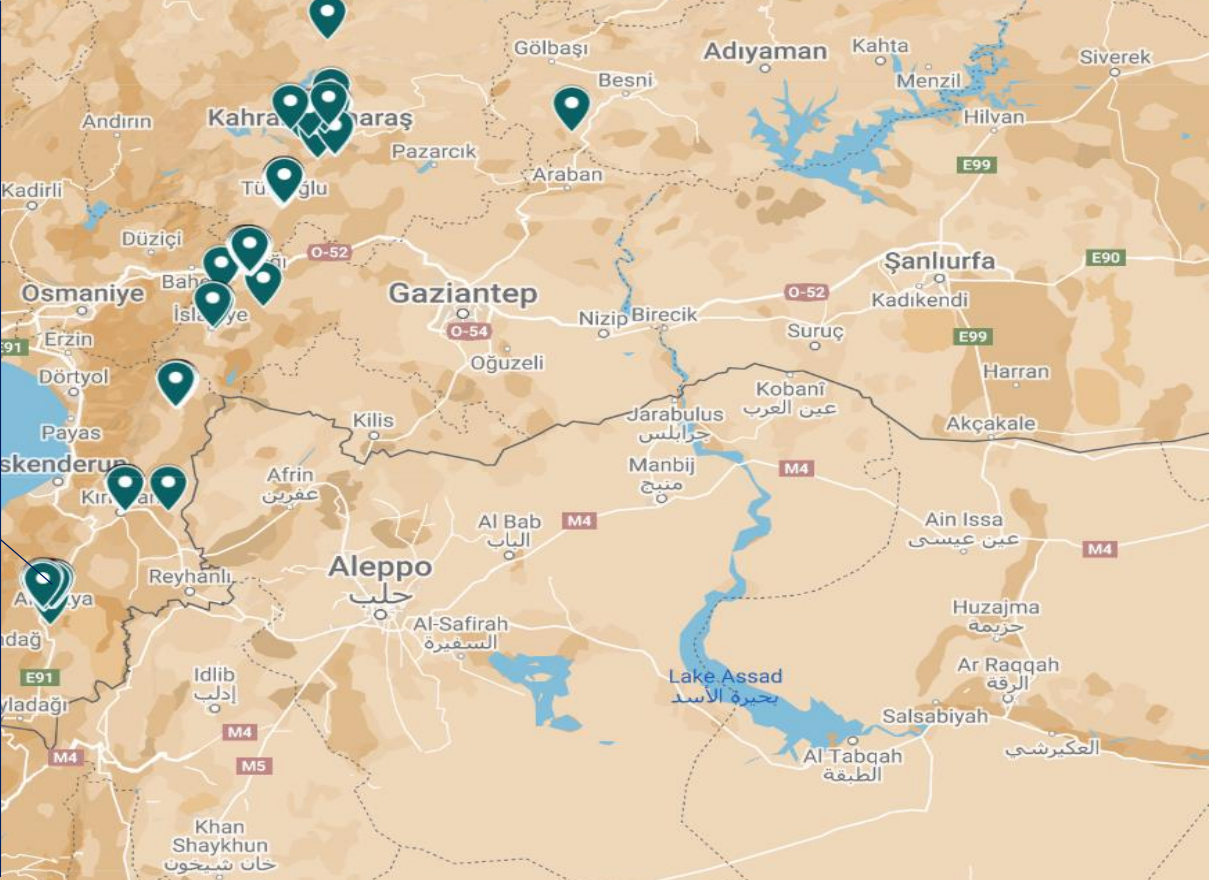 Gölbaşı
Adıyaman
Kahta
Siverek
Menzil
Besni
Andırın
Hilvan
Pazarcık
E99
Araban
Kadirli
Düziçi
O-52
Şanlıurfa
E90
Osmaniye
Gaziantep
O-52
Kadıkendi
Nizip
Birecik
O-54
Suruç
E99
Erzin
E91
Oğuzeli
Dörtyol
Harran
Kobanî
عين العرب
Kilis
Jarabulus
جرابلس
Akçakale
Payas
Manbij
منبج
M4
Afrin
عفرين
Al Bab
الباب
M4
Ain Issa
عين عيسى
M4
Aleppo
حلب
Reyhanlı
Huzajma
حزيمة
Al-Safirah
السفيرة
Ar Raqqah
الرقة
E91
Idlib
إدلب
Lake Assad
بحيرة الأسد
Salsabiyah
العكيرشي
M4
M4
M5
Al Tabqah
الطبقة
Khan
Shaykhun
خان شيخون